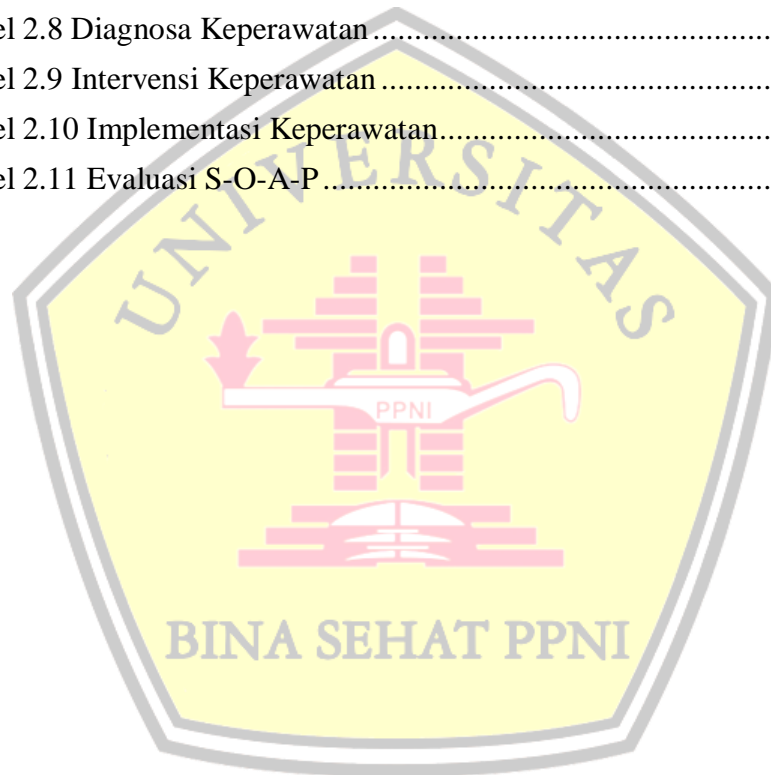 el 2.8 Diagnosa Keperawatan
el 2.9 Intervensi Keperawatan
el 2.10 Implementasi Keperawatan
el 2.11 Evaluasi S-O-A-P
UNIVERSITAS
PPNI
BINA SEHAT PPNI